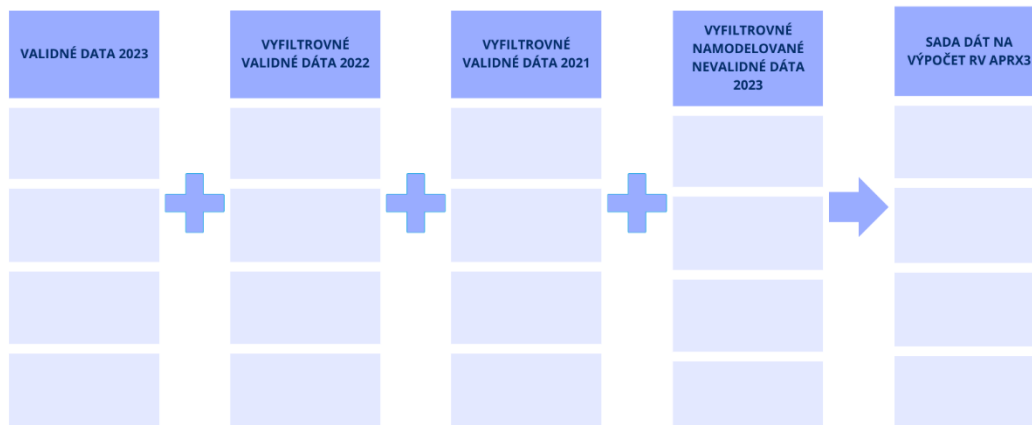 VALIDNÉ DATA 2023
VYFILTROVNÉ
VALIDNÉ DÁTA 2022
VYFILTROVNÉ
VALIDNÉ DÁTA 2021
VYFILTROVNÉ
NAMODELOVANÉ
NEVALIDNÉ DÁTA
2023
SADA DÁT NA
VÝPOČET RV APRX3